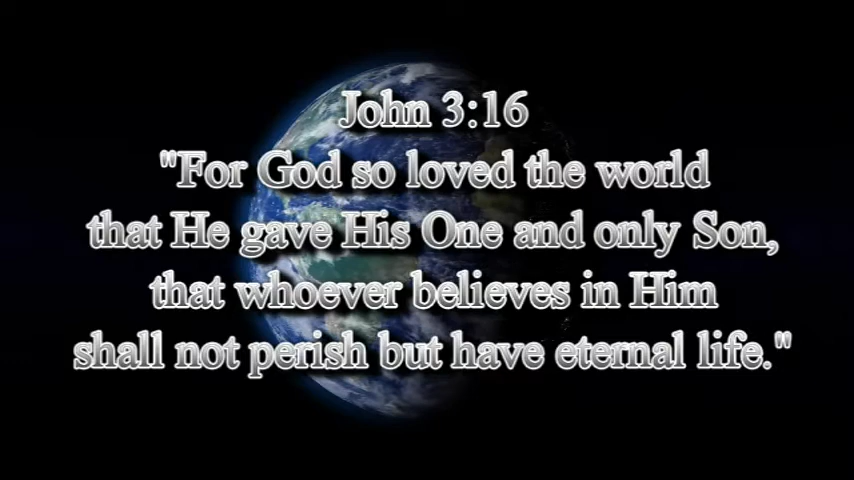 John 3:16
"For God so loved the world
that He gave His One and only Son,
that whoever believes in Him
shall not perish but have eternal life."